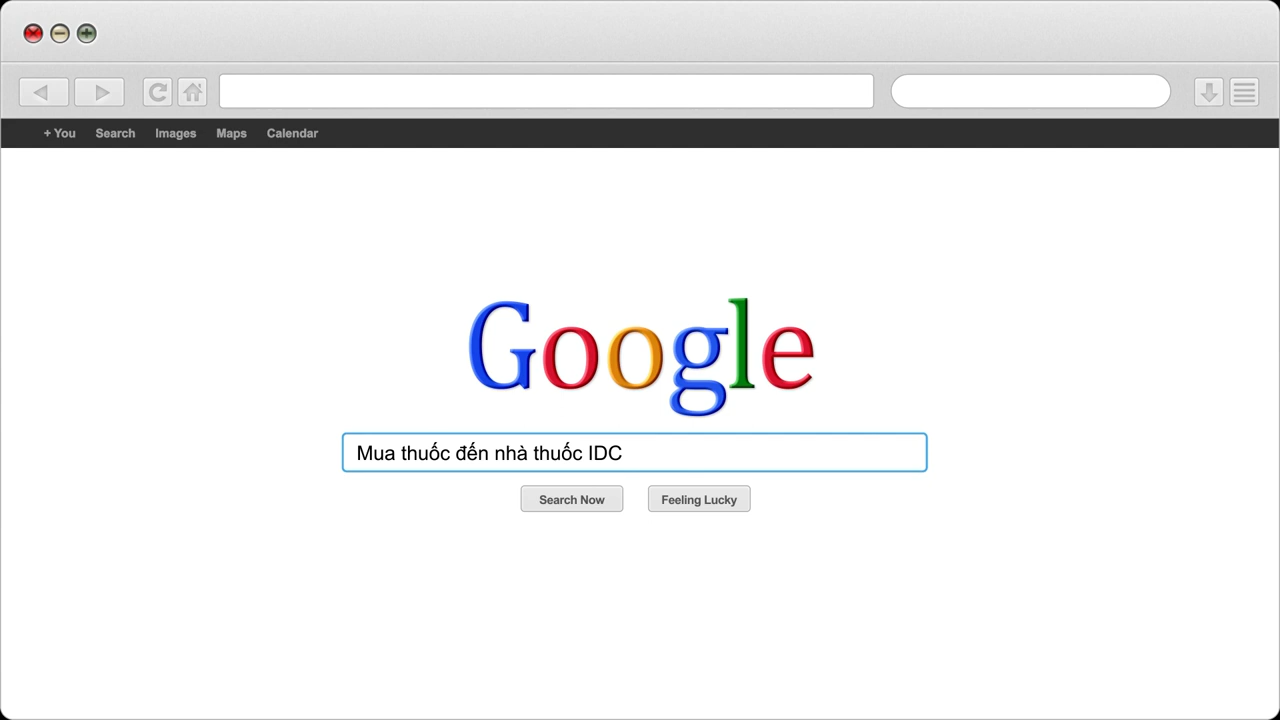 + You Search Images Maps Calendar
Google
Mua thuốc đến nhà thuốc IDC
Search Now Feeling Lucky